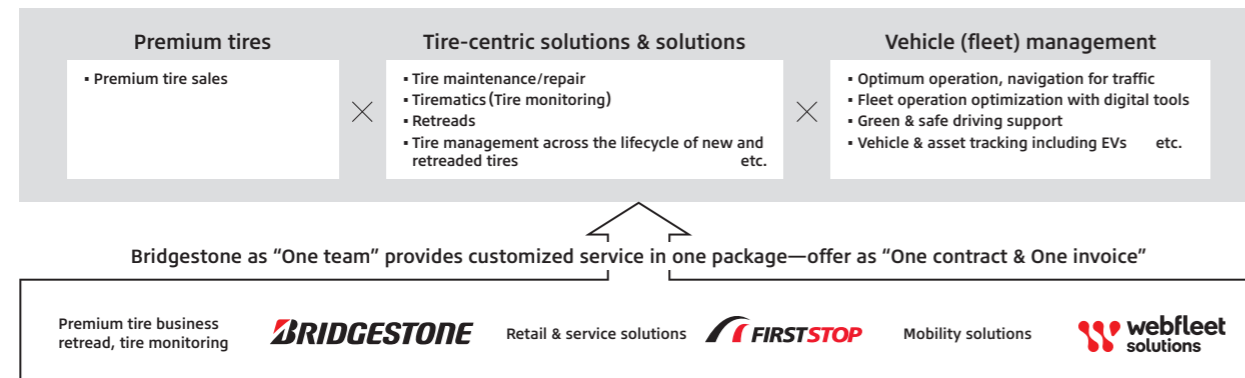 Premium tires
▪ Premium tire sales
Tire-centric solutions & solutions
▪ Tire maintenance/repair
▪ Tirematics (Tire monitoring)
▪ Retreads
▪ Tire management across the lifecycle of new and
retreaded tires etc.
Vehicle (fleet) management
▪ Optimum operation, navigation for traffic
▪ Fleet operation optimization with digital tools
▪ Green & safe driving support
▪ Vehicle & asset tracking including EVs etc.
Bridgestone as “One team” provides customized service in one package—offer as “One contract & One invoice”
Premium tire business
retread, tire monitoring
BRIDGESTONE
Retail & service solutions
FIRSTSTOP
Mobility solutions
webfleet
solutions